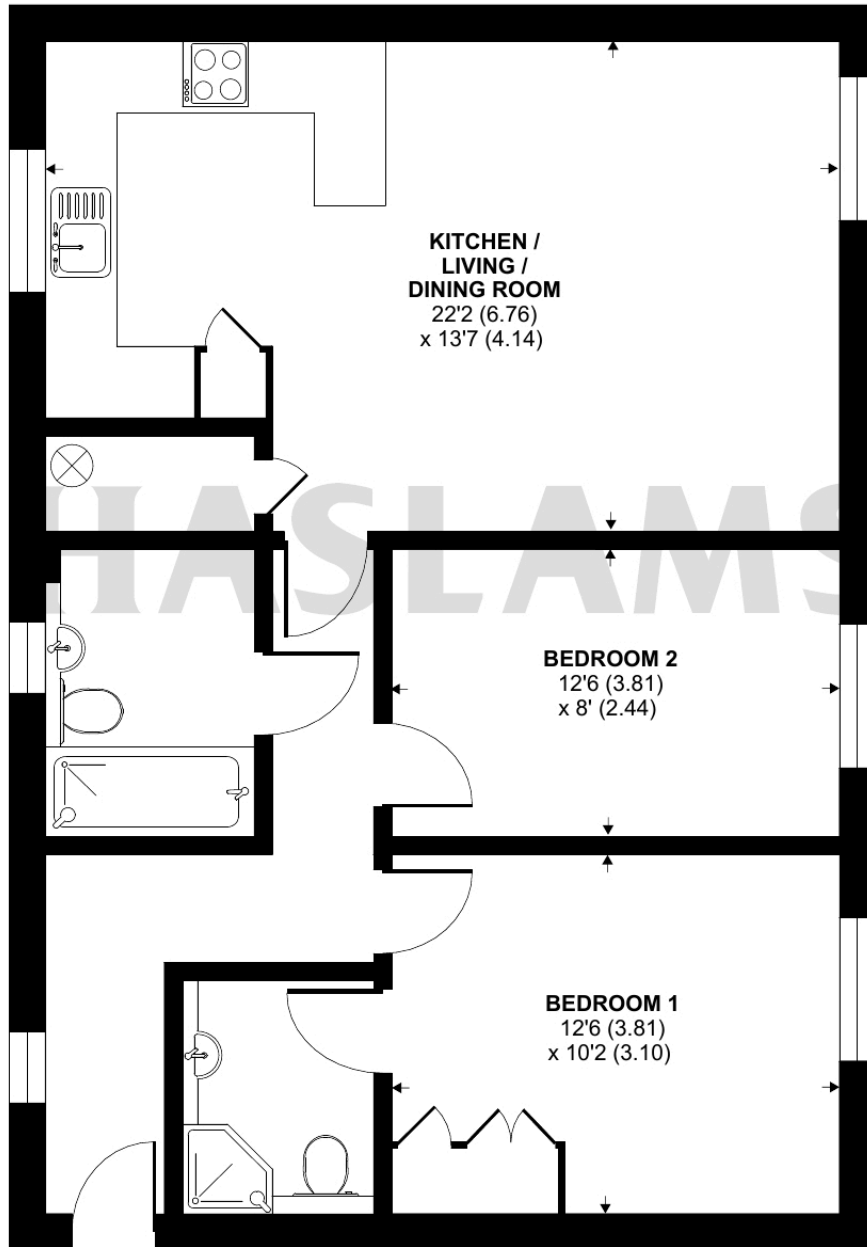 KITCHEN /
LIVING /
DINING ROOM
22'2 (6.76)
x 13'7 (4.14)
HASLAMS
BEDROOM 2
12'6 (3.81)
x 8' (2.44)
BEDROOM 1
12'6 (3.81)
x 10'2 (3.10)